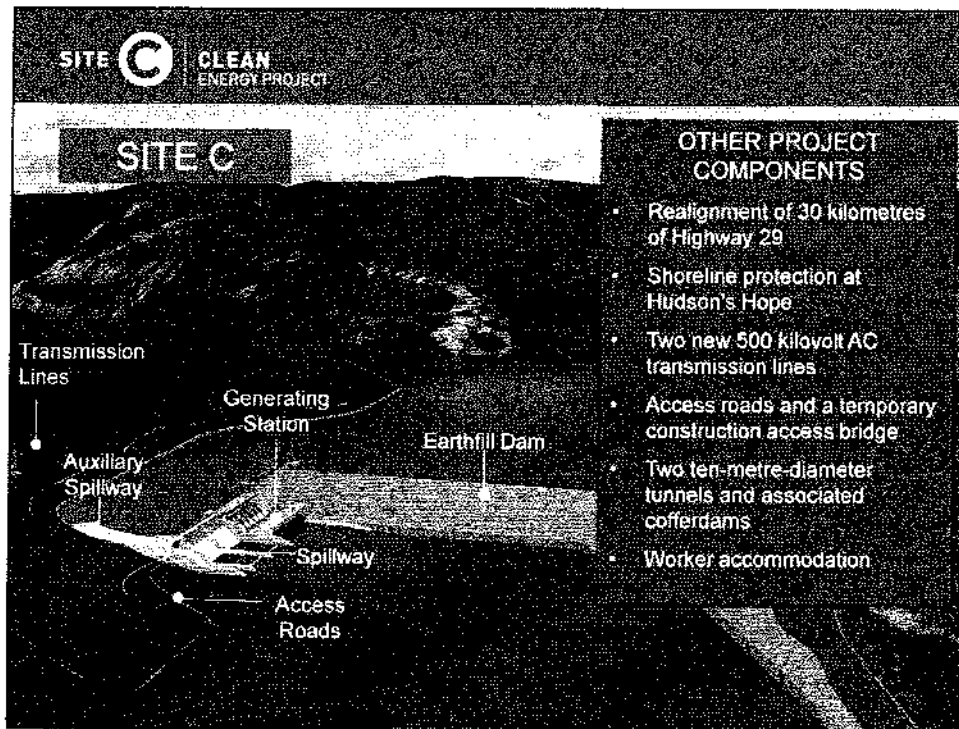 SITE C CLEAN
ENERGY PROJECT
SITE C
Transmission
Lines
Generating
Station
Auxiliary
Spillway
Earthfill Dam
Spillway
Access
Roads
OTHER PROJECT
COMPONENTS
• Realignment of 30 kilometres
of Highway 29
• Shoreline protection at
Hudson's Hope
• Two new 500 kilovolt AC
transmission lines
• Access roads and a temporary
construction access bridge
• Two ten-metre-diameter
tunnels and associated
cofferdams
• Worker accommodation